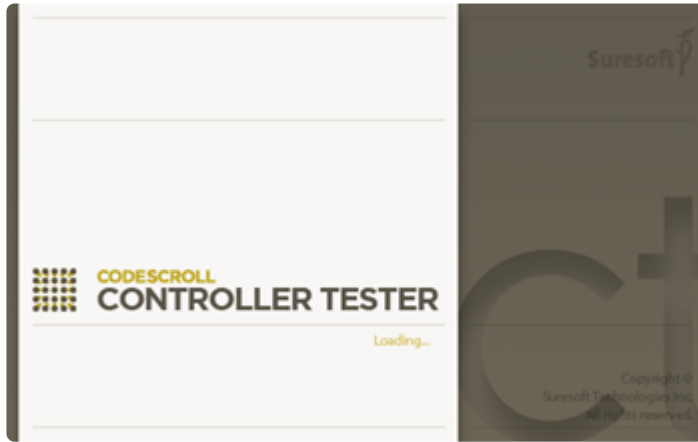 Suresoft
CODESCROLL
CONTROLLER TESTER
Loading...
ct
Copyright ©
Suresoft Technologies Inc.
All rights reserved.